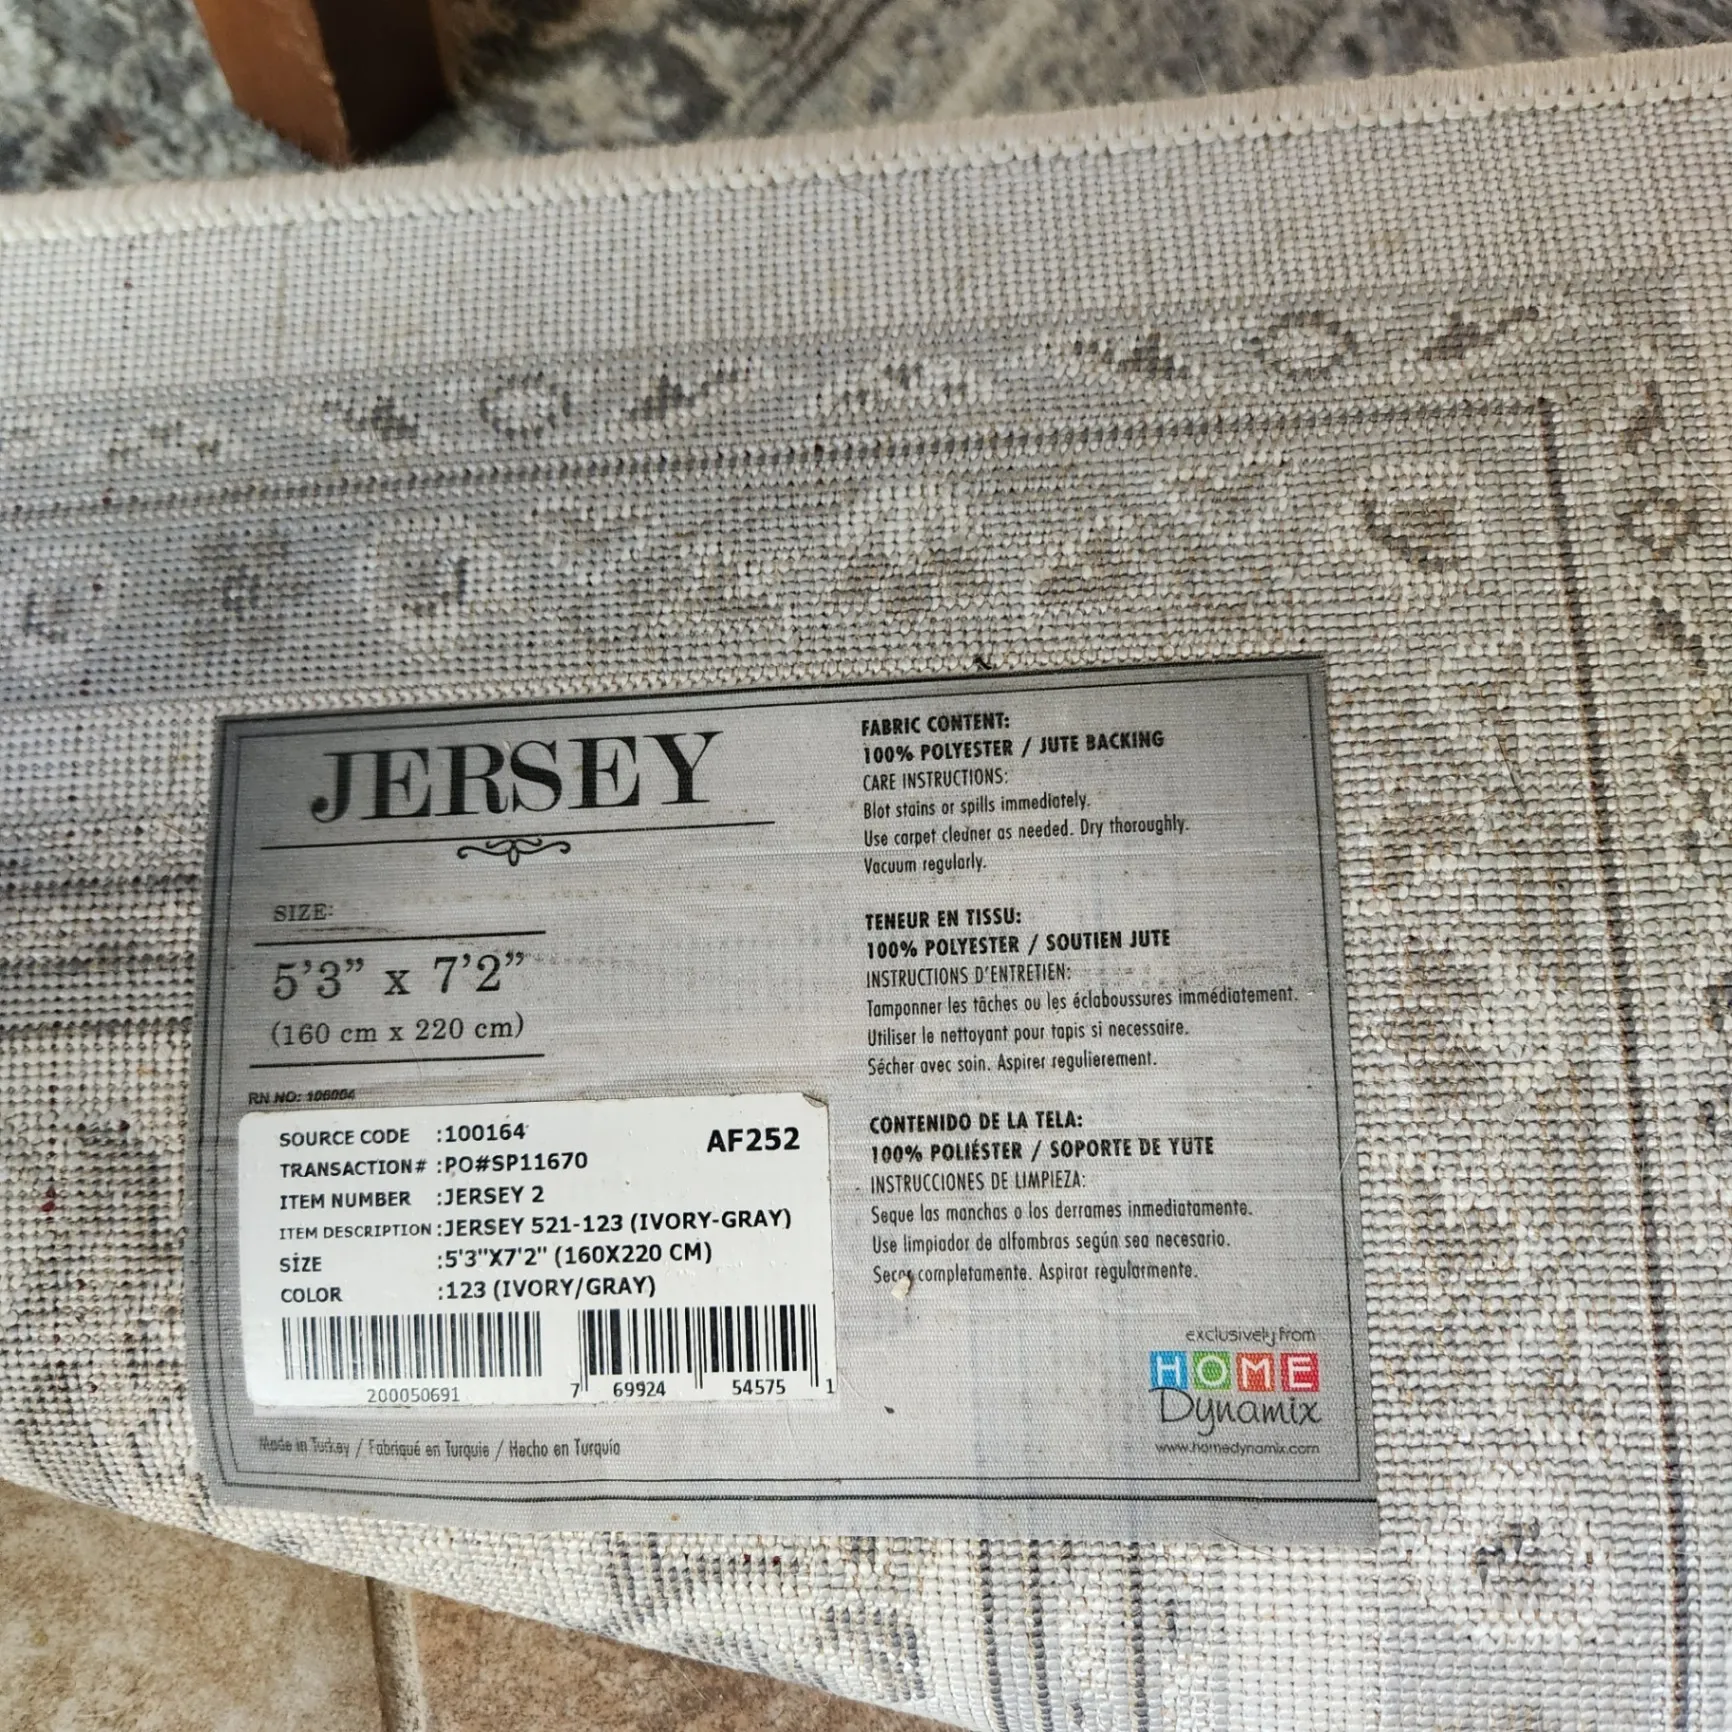 JERSEY
SIZE:
5'3” x 7'2”
(160 cm x 220 cm)
RN NO: 106004
SOURCE CODE :100164
AF252
TRANSACTION# :PO#SP11670
ITEM NUMBER :JERSEY 2
ITEM DESCRIPTION :JERSEY 521-123 (IVORY-GRAY)
SİZE :5'3"X7'2" (160X220 CM)
COLOR :123 (IVORY/GRAY)
200050691
7 69924 54575 1
Made in Turkey / Fabriqué en Turquie / Hecho en Turquía
FABRIC CONTENT:
100% POLYESTER / JUTE BACKING
CARE INSTRUCTIONS:
Blot stains or spills immediately.
Use carpet cleaner as needed. Dry thoroughly.
Vacuum regularly.
TENEUR EN TISSU:
100% POLYESTER / SOUTIEN JUTE
INSTRUCTIONS D'ENTRETIEN:
Tamponner les tâches ou les éclaboussures immédiatement.
Utiliser le nettoyant pour tapis si necessaire.
Sécher avec soin. Aspirer regulierement.
CONTENIDO DE LA TELA:
100% POLIÉSTER / SOPORTE DE YUTE
INSTRUCCIONES DE LIMPIEZA:
Seque las manchas o los derrames inmediatamente.
Use limpiador de alfombras según sea necesario.
Secar completamente. Aspirar regularmente.
exclusively from
HOME
Dynamix
www.homedynamix.com